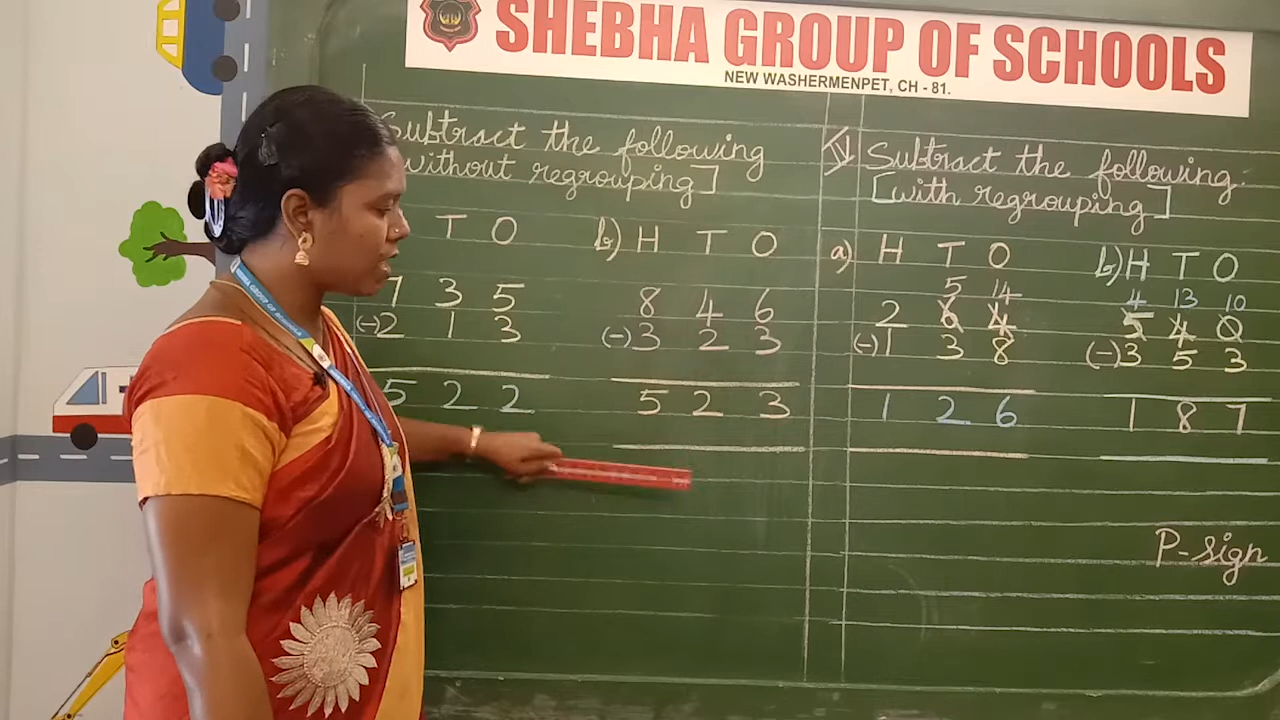 SHEBHA GROUP OF SCHOOLS
NEW WASHERMENPET, CH - 81.
Subtract the following
without regrouping]
T O
7 3 5
(-)2 1 3
5 2 2
b) H T O
8 4 6
(-)3 2 3
5 2 3
IV Subtract the following:
[with regrouping]
a) H T O
5 14
2 6 4
(-)1 3 8
1 2 6
b) H T O
4 13 10
5 4 0
(-)3 5 3
1 8 7
P-sign